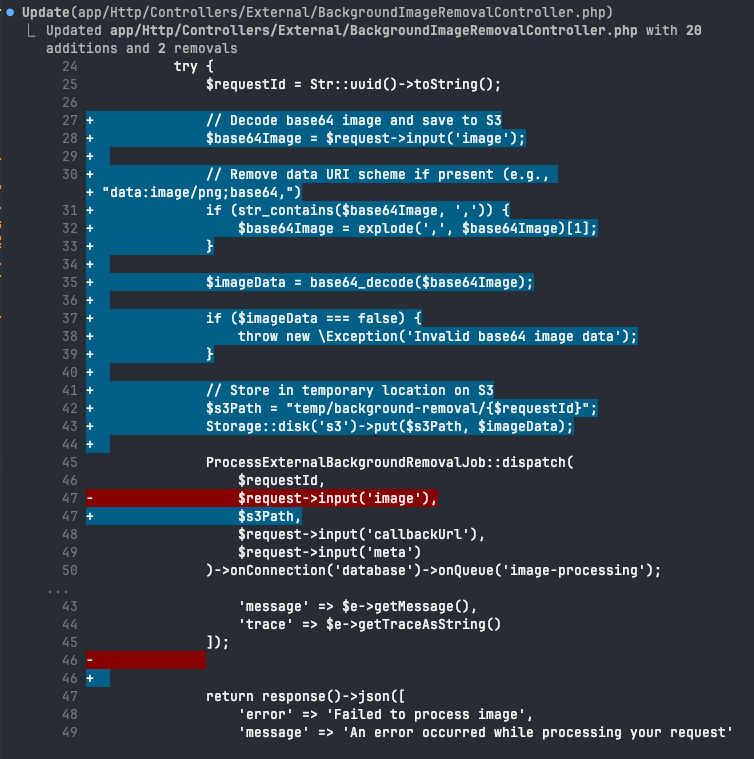 ● Update(app/Http/Controllers/External/BackgroundImageRemovalController.php)
⎿ Updated app/Http/Controllers/External/BackgroundImageRemovalController.php with 20
additions and 2 removals
24             try {
25                 $requestId = Str::uuid()->toString();
26
27 +               // Decode base64 image and save to S3
28 +               $base64Image = $request->input('image');
29 +
30 +               // Remove data URI scheme if present (e.g.,
+ "data:image/png;base64,")
31 +               if (str_contains($base64Image, ',')) {
32 +                   $base64Image = explode(',', $base64Image)[1];
33 +               }
34 +
35 +               $imageData = base64_decode($base64Image);
36 +
37 +               if ($imageData === false) {
38 +                   throw new \Exception('Invalid base64 image data');
39 +               }
40 +
41 +               // Store in temporary location on S3
42 +               $s3Path = "temp/background-removal/{$requestId}";
43 +               Storage::disk('s3')->put($s3Path, $imageData);
44 +
45                 ProcessExternalBackgroundRemovalJob::dispatch(
46                     $requestId,
47 -                   $request->input('image'),
47 +                   $s3Path,
48                     $request->input('callbackUrl'),
49                     $request->input('meta')
50                 )->onConnection('database')->onQueue('image-processing');
...
43                     'message' => $e->getMessage(),
44                     'trace' => $e->getTraceAsString()
45                 ]);
46 -
46 +
47                 return response()->json([
48                     'error' => 'Failed to process image',
49                     'message' => 'An error occurred while processing your request'